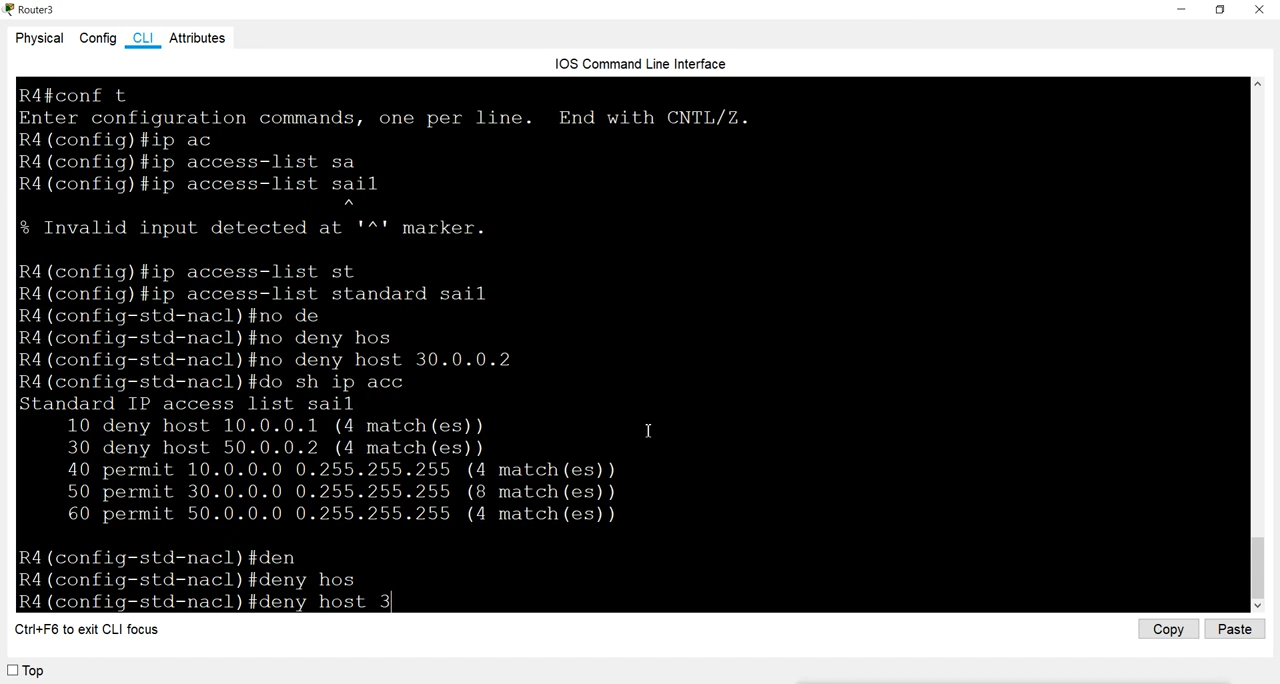 Router3
Physical Config CLI Attributes
IOS Command Line Interface
R4#conf t
Enter configuration commands, one per line. End with CNTL/Z.
R4(config)#ip ac
R4(config)#ip access-list sa
R4(config)#ip access-list sai1
^
% Invalid input detected at '^' marker.
R4(config)#ip access-list st
R4(config)#ip access-list standard sai1
R4(config-std-nacl)#no de
R4(config-std-nacl)#no deny hos
R4(config-std-nacl)#no deny host 30.0.0.2
R4(config-std-nacl)#do sh ip acc
Standard IP access list sai1
10 deny host 10.0.0.1 (4 match(es))
30 deny host 50.0.0.2 (4 match(es))
40 permit 10.0.0.0 0.255.255.255 (4 match(es))
50 permit 30.0.0.0 0.255.255.255 (8 match(es))
60 permit 50.0.0.0 0.255.255.255 (4 match(es))
R4(config-std-nacl)#den
R4(config-std-nacl)#deny hos
R4(config-std-nacl)#deny host 3
Ctrl+F6 to exit CLI focus
Copy Paste
Top